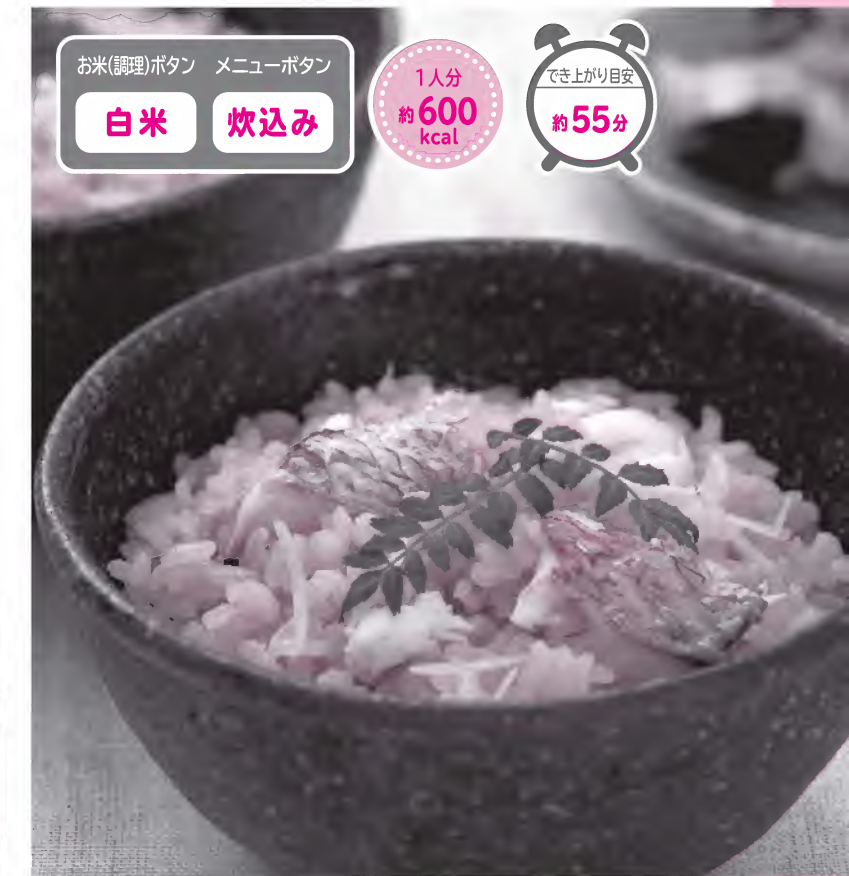 お米(調理)ボタン メニューボタン
白米 炊込み
1人分
約600
kcal
でき上がり目安
約55分